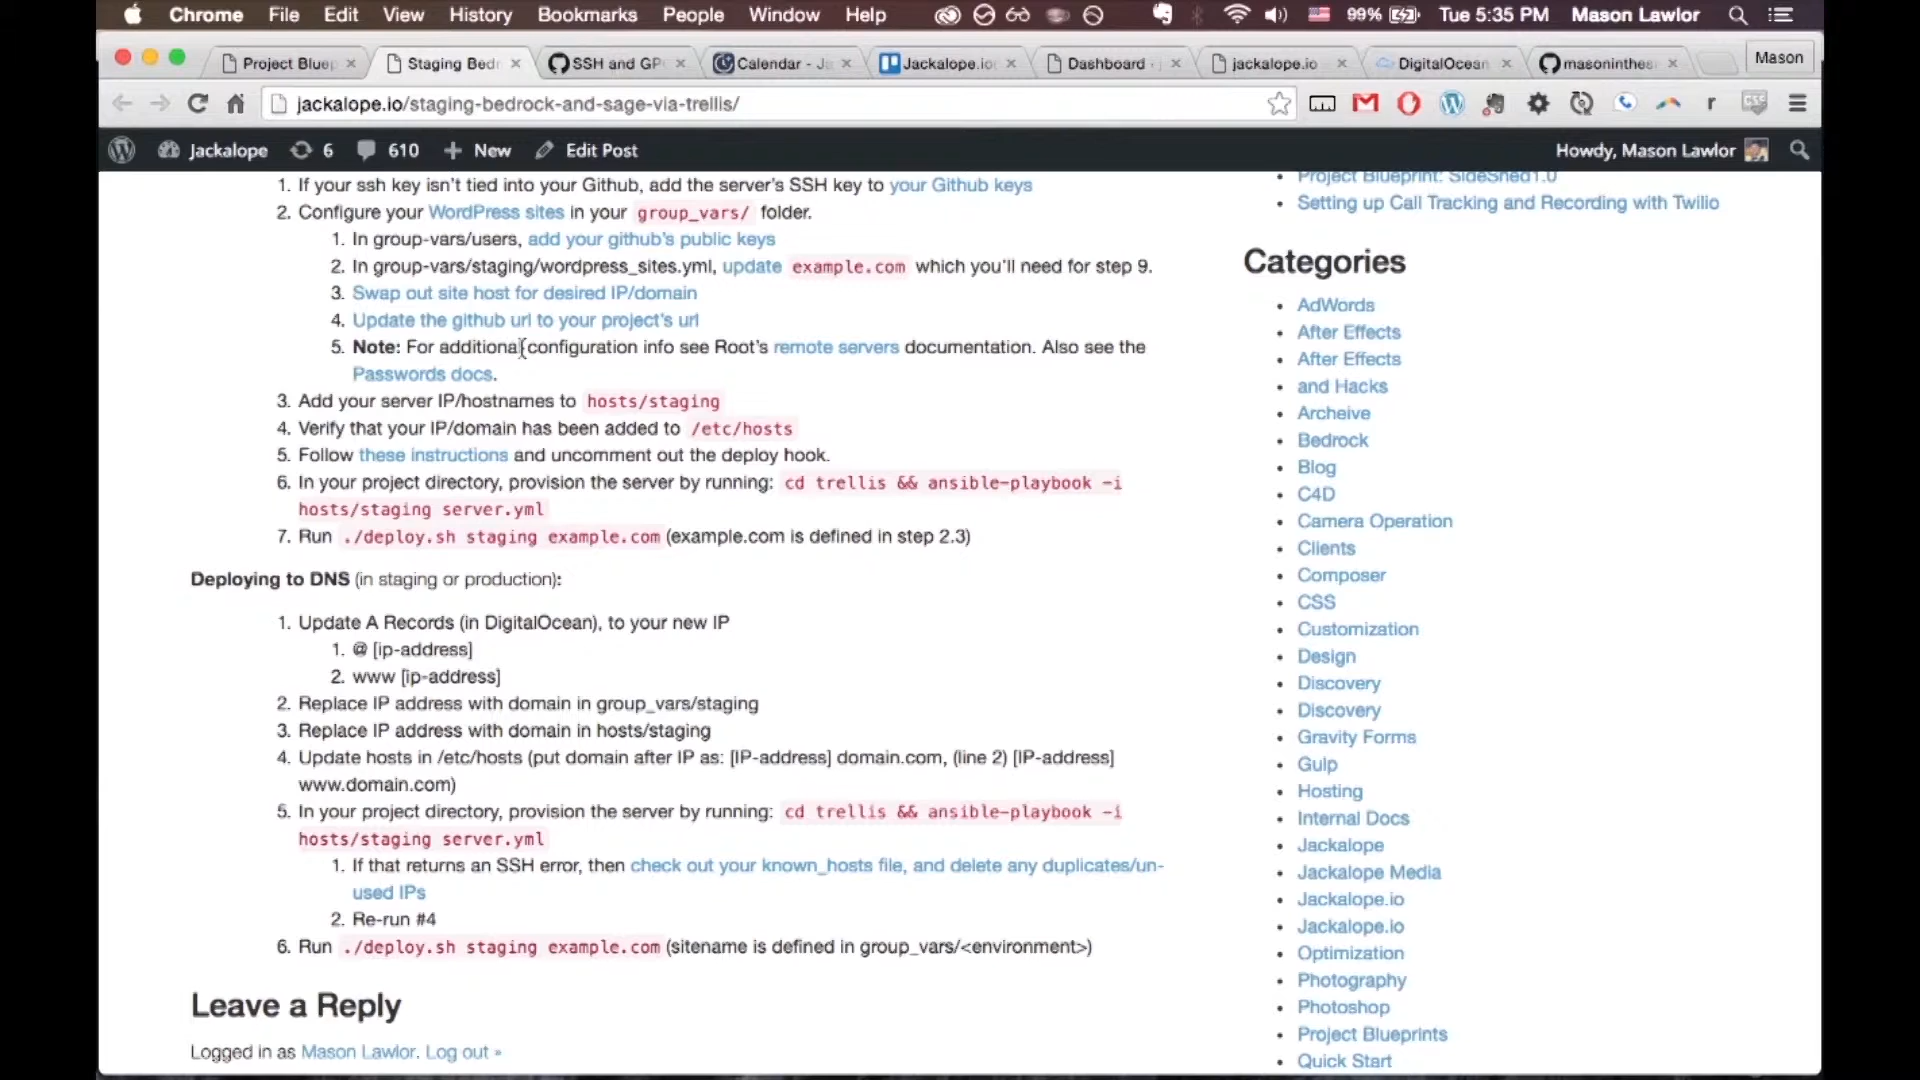 Chrome File Edit View History Bookmarks People Window Help 99% Tue 5:35 PM Mason Lawlor
Project Bluep Staging Bedr SSH and GP Calendar - Ja Jackalope.io Dashboard - jackalope.io DigitalOcean masoninthes Mason
jackalope.io/staging-bedrock-and-sage-via-trellis/
Jackalope 6 610 + New Edit Post Howdy, Mason Lawlor
1. If your ssh key isn't tied into your Github, add the server's SSH key to your Github keys
2. Configure your WordPress sites in your group_vars/ folder.
1. In group-vars/users, add your github's public keys
2. In group-vars/staging/wordpress_sites.yml, update example.com which you'll need for step 9.
3. Swap out site host for desired IP/domain
4. Update the github url to your project's url
5. Note: For additional configuration info see Root's remote servers documentation. Also see the
Passwords docs.
3. Add your server IP/hostnames to hosts/staging
4. Verify that your IP/domain has been added to /etc/hosts
5. Follow these instructions and uncomment out the deploy hook.
6. In your project directory, provision the server by running: cd trellis && ansible-playbook -i
hosts/staging server.yml
7. Run ./deploy.sh staging example.com (example.com is defined in step 2.3)
Deploying to DNS (in staging or production):
1. Update A Records (in DigitalOcean), to your new IP
1. @ [ip-address]
2. www [ip-address]
2. Replace IP address with domain in group_vars/staging
3. Replace IP address with domain in hosts/staging
4. Update hosts in /etc/hosts (put domain after IP as: [IP-address] domain.com, (line 2) [IP-address]
www.domain.com)
5. In your project directory, provision the server by running: cd trellis && ansible-playbook -i
hosts/staging server.yml
1. If that returns an SSH error, then check out your known_hosts file, and delete any duplicates/un-
used IPs
2. Re-run #4
6. Run ./deploy.sh staging example.com (sitename is defined in group_vars/<environment>)
Leave a Reply
Logged in as Mason Lawlor. Log out »
Project Blueprint: SideShed1.0
Setting up Call Tracking and Recording with Twilio
Categories
AdWords
After Effects
After Effects
and Hacks
Archeive
Bedrock
Blog
C4D
Camera Operation
Clients
Composer
CSS
Customization
Design
Discovery
Discovery
Gravity Forms
Gulp
Hosting
Internal Docs
Jackalope
Jackalope Media
Jackalope.io
Jackalope.io
Optimization
Photography
Photoshop
Project Blueprints
Quick Start